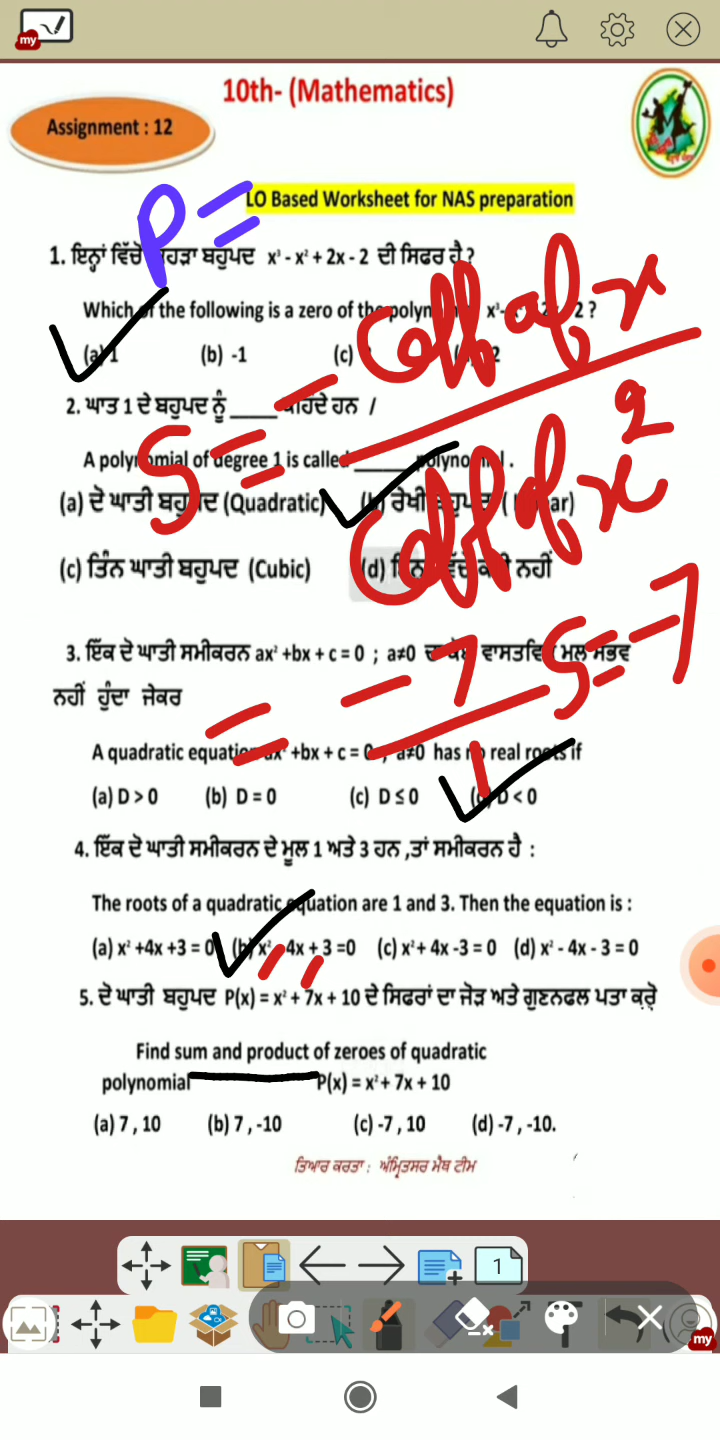 my
10th- (Mathematics)
Assignment : 12
LO Based Worksheet for NAS preparation
P =
1. ਇਨ੍ਹਾਂ ਵਿੱਚੋਂ ਬਹੁਪਦ x³ - x² + 2x - 2 ਦੀ ਸਿਫਰ ਹੈ ?
Which of the following is a zero of the x³- 2 ?
(a) 1 (b) -1 (c) 2
S = - Coff of x
Coff of x²
2. ਘਾਤ 1 ਦੇ ਬਹੁਪਦ ਨੂੰ _____ ਕਹਿਦੇ ਹਨ /
A polynomial of degree 1 is called ______ polynomial .
(a) ਦੋ ਘਾਤੀ ਬਹੁਪਦ (Quadratic) (b) ਰੇਖੀ ਬਹੁਪਦ
(c) ਤਿੰਨ ਘਾਤੀ ਬਹੁਪਦ (Cubic) (d) ਨਹੀਂ
3. ਇੱਕ ਦੋ ਘਾਤੀ ਸਮੀਕਰਨ ax² +bx + c = 0 ; a≠0 ਮੂਲ ਸੰਭਵ
ਨਹੀਂ ਹੁੰਦਾ ਜੇਕਰ
= -7
1
S = -7
A quadratic equation ax² +bx + c = 0 , a≠0 has no real roots if
(a) D > 0 (b) D = 0 (c) D ≤ 0 (d) D < 0
4. ਇੱਕ ਦੋ ਘਾਤੀ ਸਮੀਕਰਨ ਦੇ ਮੂਲ 1 ਅਤੇ 3 ਹਨ ,ਤਾਂ ਸਮੀਕਰਨ ਹੈ :
The roots of a quadratic equation are 1 and 3. Then the equation is :
(a) x² +4x +3 = 0 (b) x² - 4x + 3 =0 (c) x²+ 4x -3 = 0 (d) x² - 4x - 3 = 0
5. ਦੋ ਘਾਤੀ ਬਹੁਪਦ P(x) = x² + 7x + 10 ਦੇ ਸਿਫਰਾਂ ਦਾ ਜੋੜ ਅਤੇ ਗੁਣਨਫਲ ਪਤਾ ਕਰੋ
Find sum and product of zeroes of quadratic
polynomial P(x) = x²+ 7x + 10
(a) 7 , 10 (b) 7 , -10 (c) -7 , 10 (d) -7 , -10.
ਤਿਆਰ ਕਰਤਾ : ਅੰਮ੍ਰਿਤਸਰ ਮੈਥ ਟੀਮ
1
my